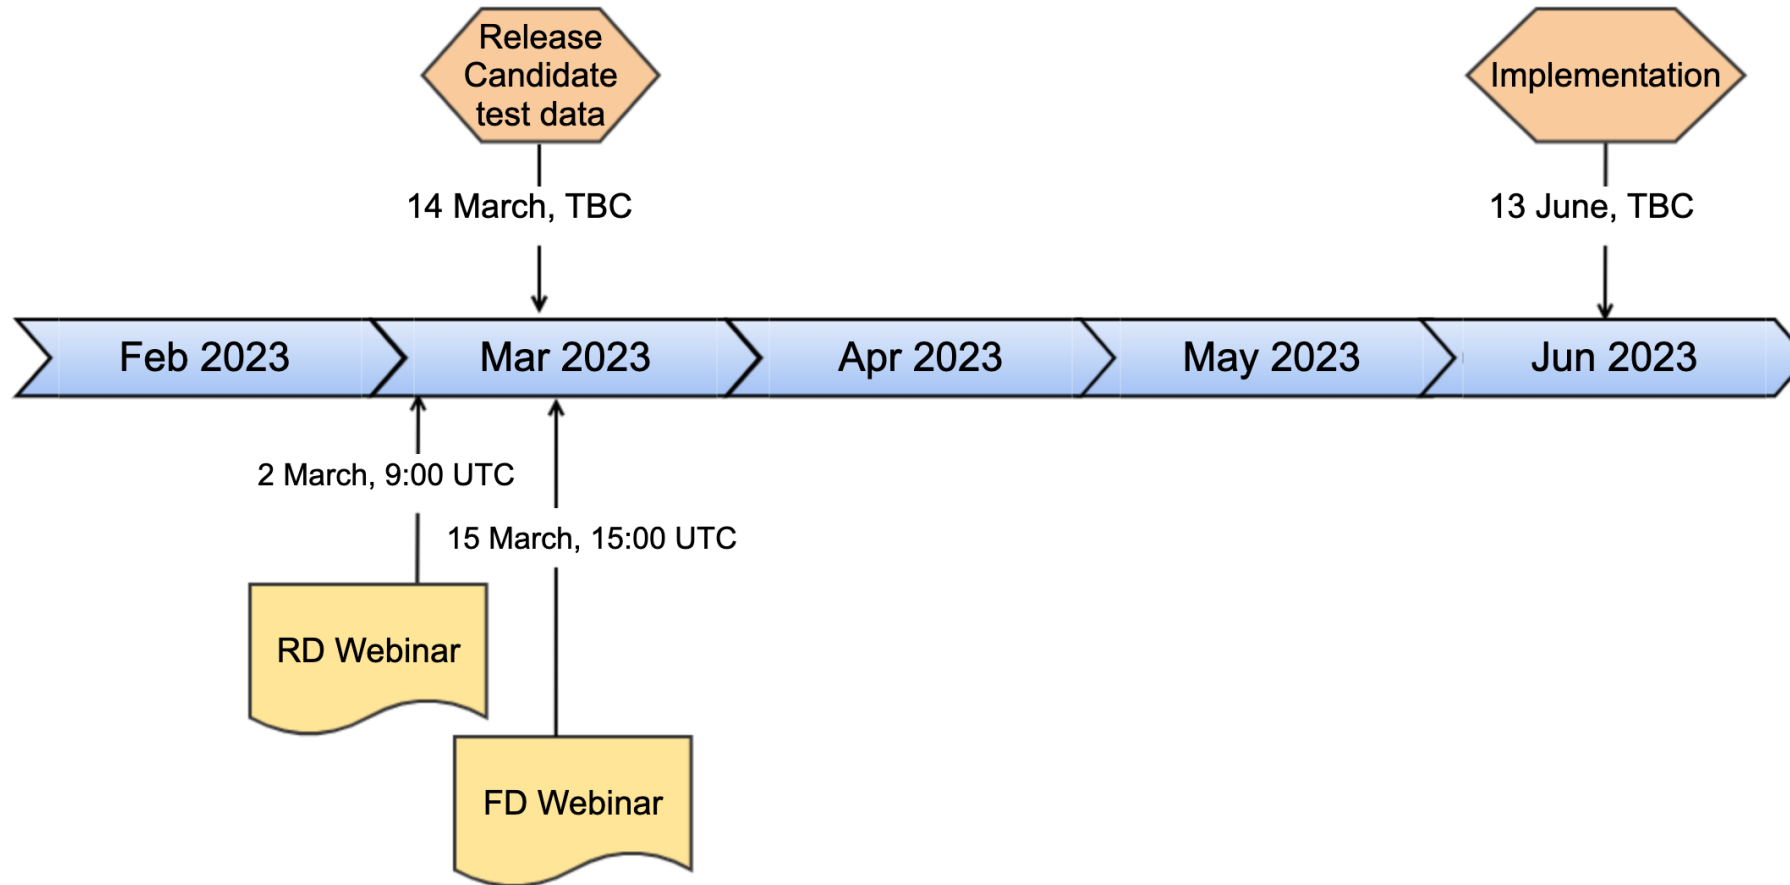 Release
Candidate
test data
Implementation
14 March, TBC
13 June, TBC
Feb 2023
Mar 2023
Apr 2023
May 2023
Jun 2023
2 March, 9:00 UTC
15 March, 15:00 UTC
RD Webinar
FD Webinar